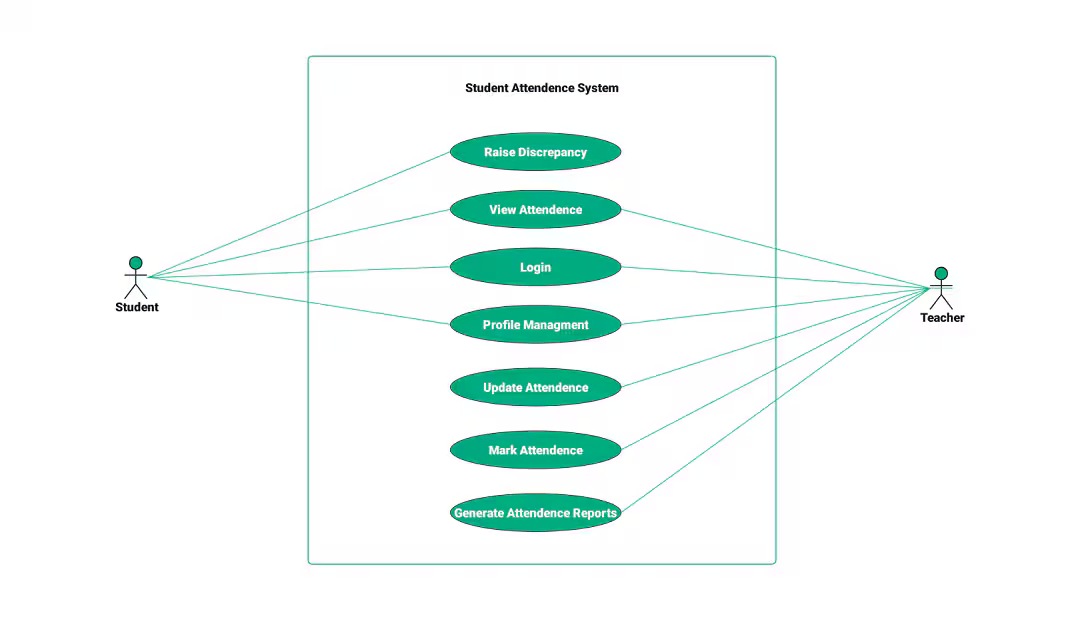 Student Attendence System
Raise Discrepancy
View Attendence
Login
Student
Profile Managment
Teacher
Update Attendence
Mark Attendence
Generate Attendence Reports